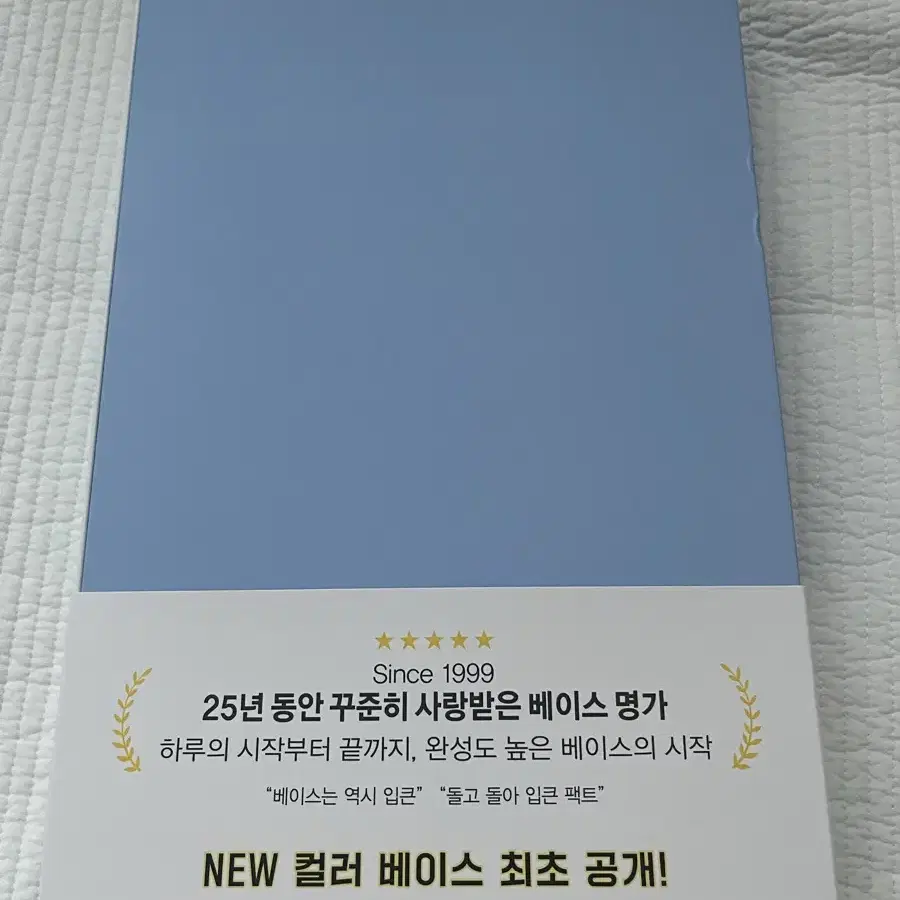 Since 1999
25년 동안 꾸준히 사랑받은 베이스 명가
하루의 시작부터 끝까지, 완성도 높은 베이스의 시작
“베이스는 역시 입큰” “돌고 돌아 입큰 팩트”
NEW 컬러 베이스 최초 공개!